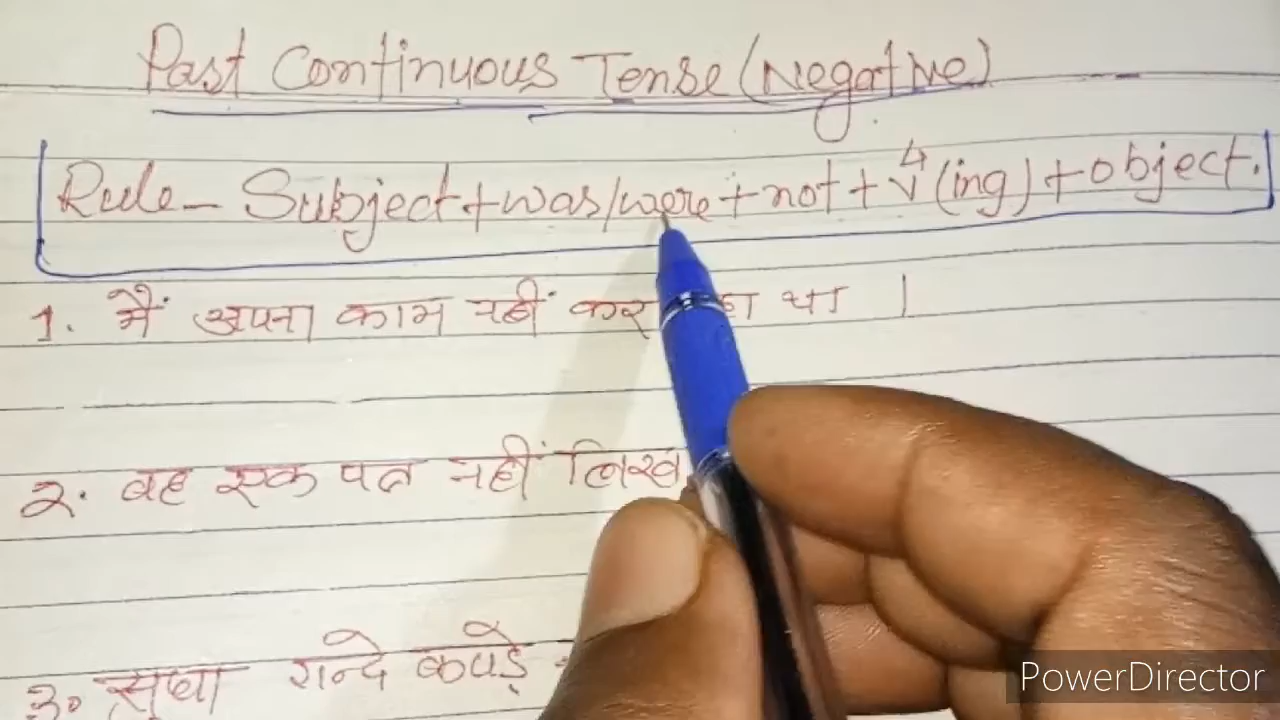 Past Continuous Tense (Negative)
Rule - Subject + was/were + not + V4 (ing) + object.
1. मैं अपना काम नहीं कर था ।
2. वह एक पत्र नहीं लिख
3. सुधा गन्दे कपड़े
PowerDirector